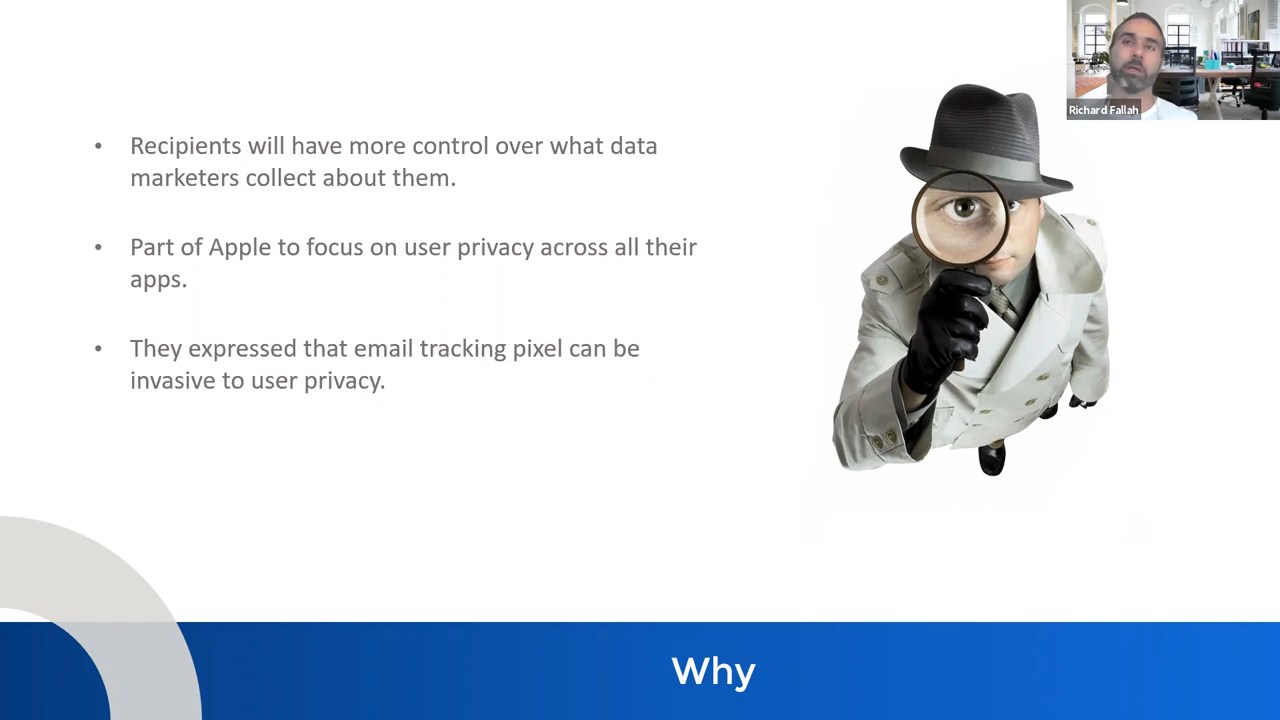 Richard Fallah
• Recipients will have more control over what data
marketers collect about them.
• Part of Apple to focus on user privacy across all their
apps.
• They expressed that email tracking pixel can be
invasive to user privacy.
Why